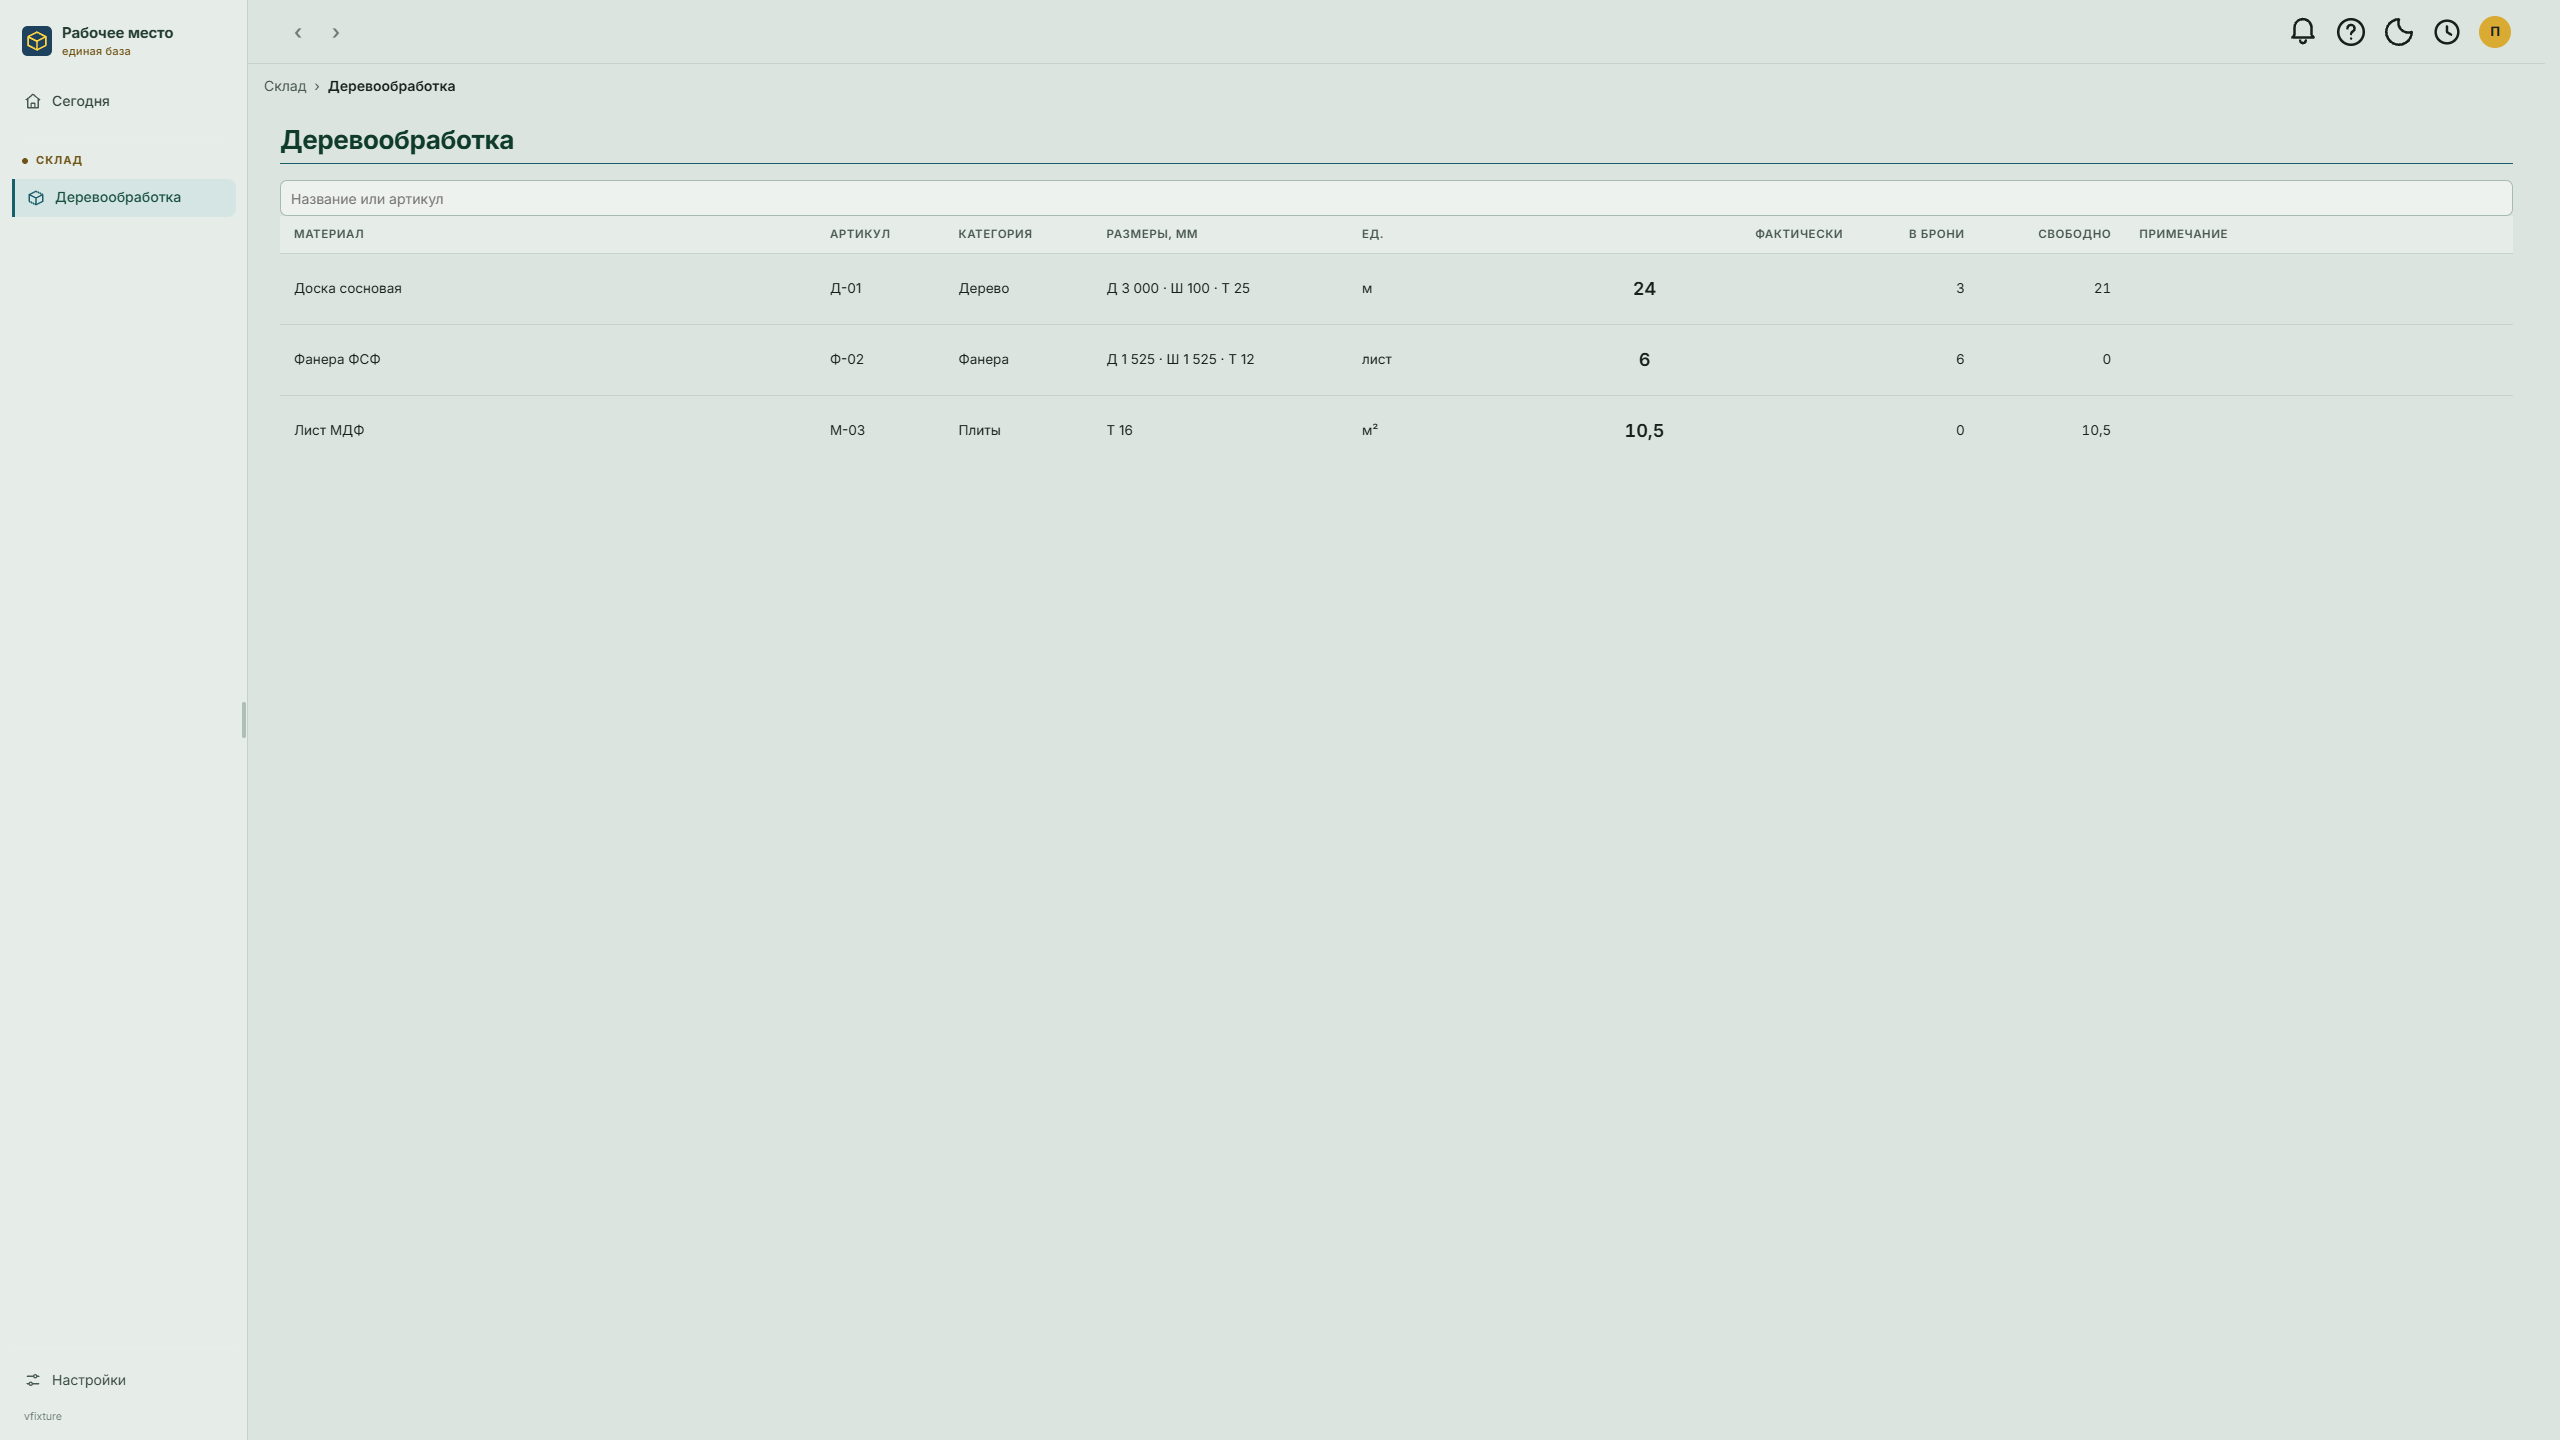 Рабочее место
единая база
Сегодня
СКЛАД
Деревообработка
Настройки
vfixture
‹ ›
П
Склад › Деревообработка
Деревообработка
Название или артикул
МАТЕРИАЛ АРТИКУЛ КАТЕГОРИЯ РАЗМЕРЫ, ММ ЕД. ФАКТИЧЕСКИ В БРОНИ СВОБОДНО ПРИМЕЧАНИЕ
Доска сосновая Д-01 Дерево Д 3 000 · Ш 100 · Т 25 м 24 3 21
Фанера ФСФ Ф-02 Фанера Д 1 525 · Ш 1 525 · Т 12 лист 6 6 0
Лист МДФ М-03 Плиты Т 16 м² 10,5 0 10,5